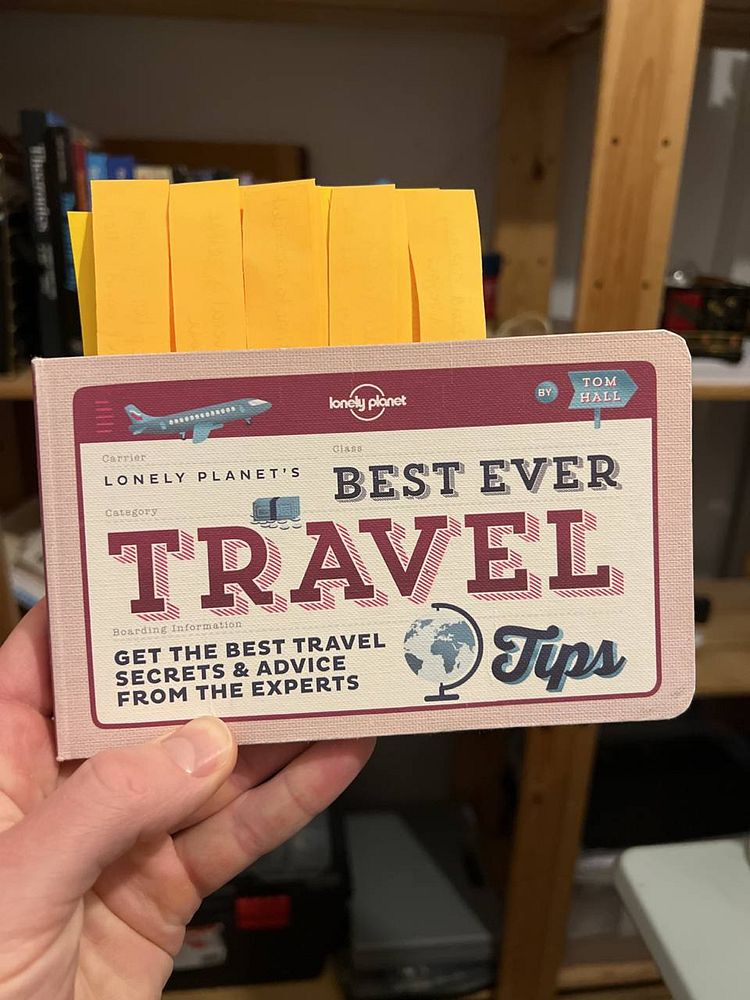 lonely planet
BY
TOM
HALL
Carrier
LONELY PLANET'S
Class
BEST EVER
Category
TRAVEL
Boarding Information
GET THE BEST TRAVEL
SECRETS & ADVICE
FROM THE EXPERTS
Tips